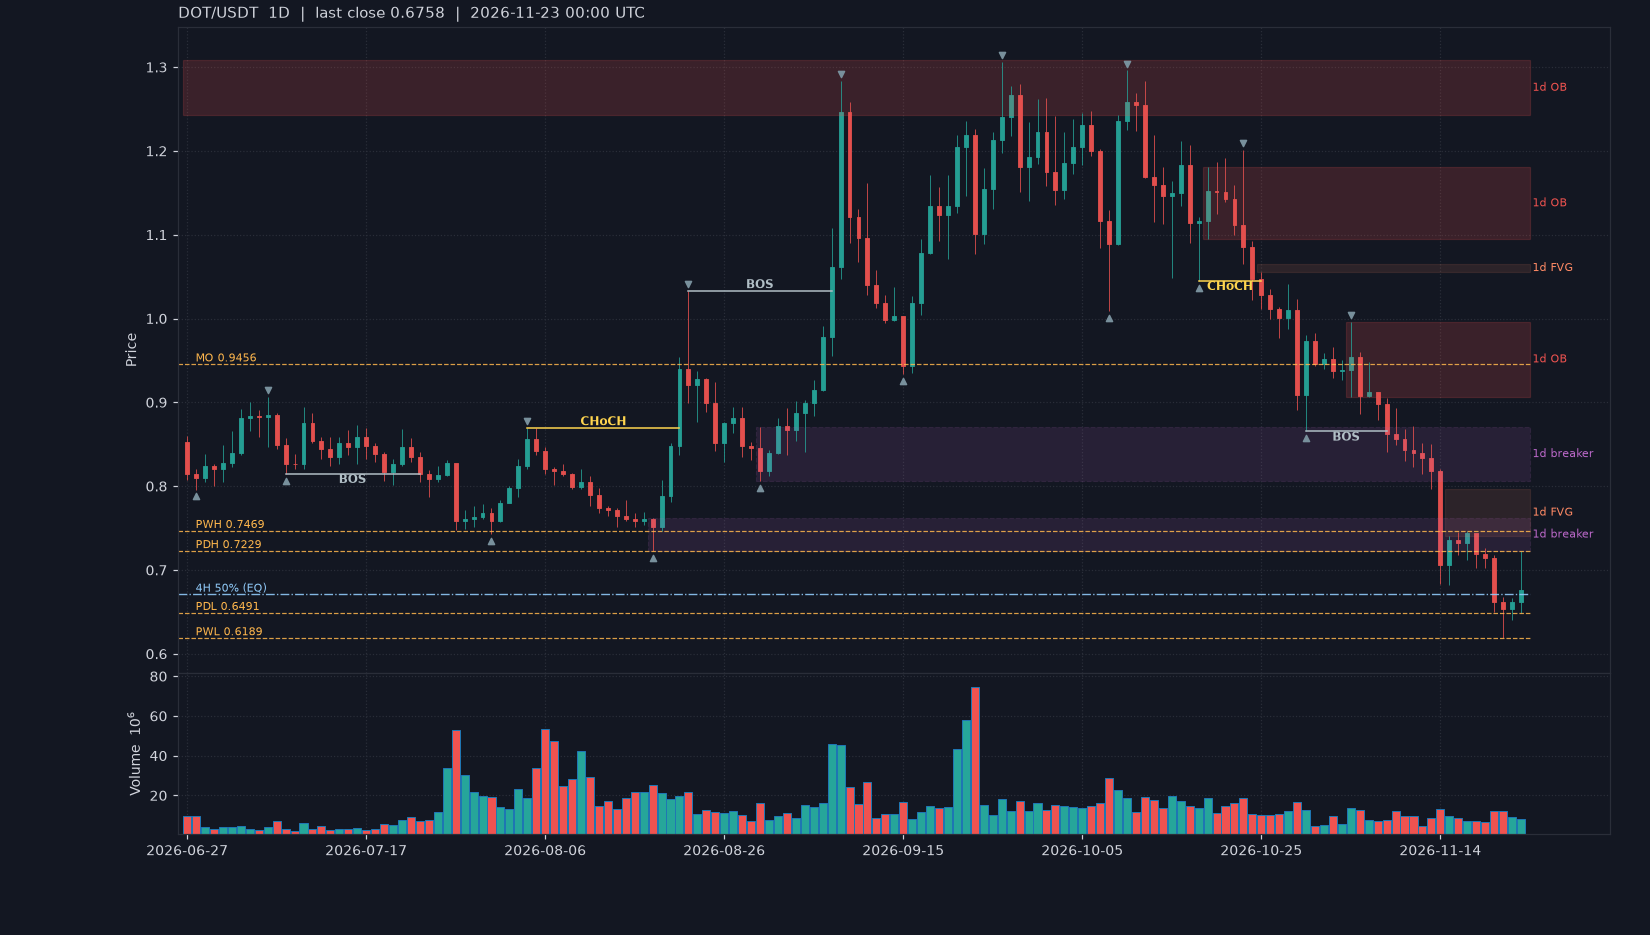 DOT/USDT 1D | last close 0.6758 | 2026-11-23 00:00 UTC
1.3
1d OB
1.2
1d OB
1.1
1d FVG
BOS
CHoCH
1.0
Price
MO 0.9456
1d OB
0.9
CHoCH
BOS
1d breaker
BOS
0.8
1d FVG
PWH 0.7469
1d breaker
PDH 0.7229
0.7
4H 50% (EQ)
PDL 0.6491
PWL 0.6189
0.6
80
60
Volume 10⁶
40
20
2026-06-27 2026-07-17 2026-08-06 2026-08-26 2026-09-15 2026-10-05 2026-10-25 2026-11-14